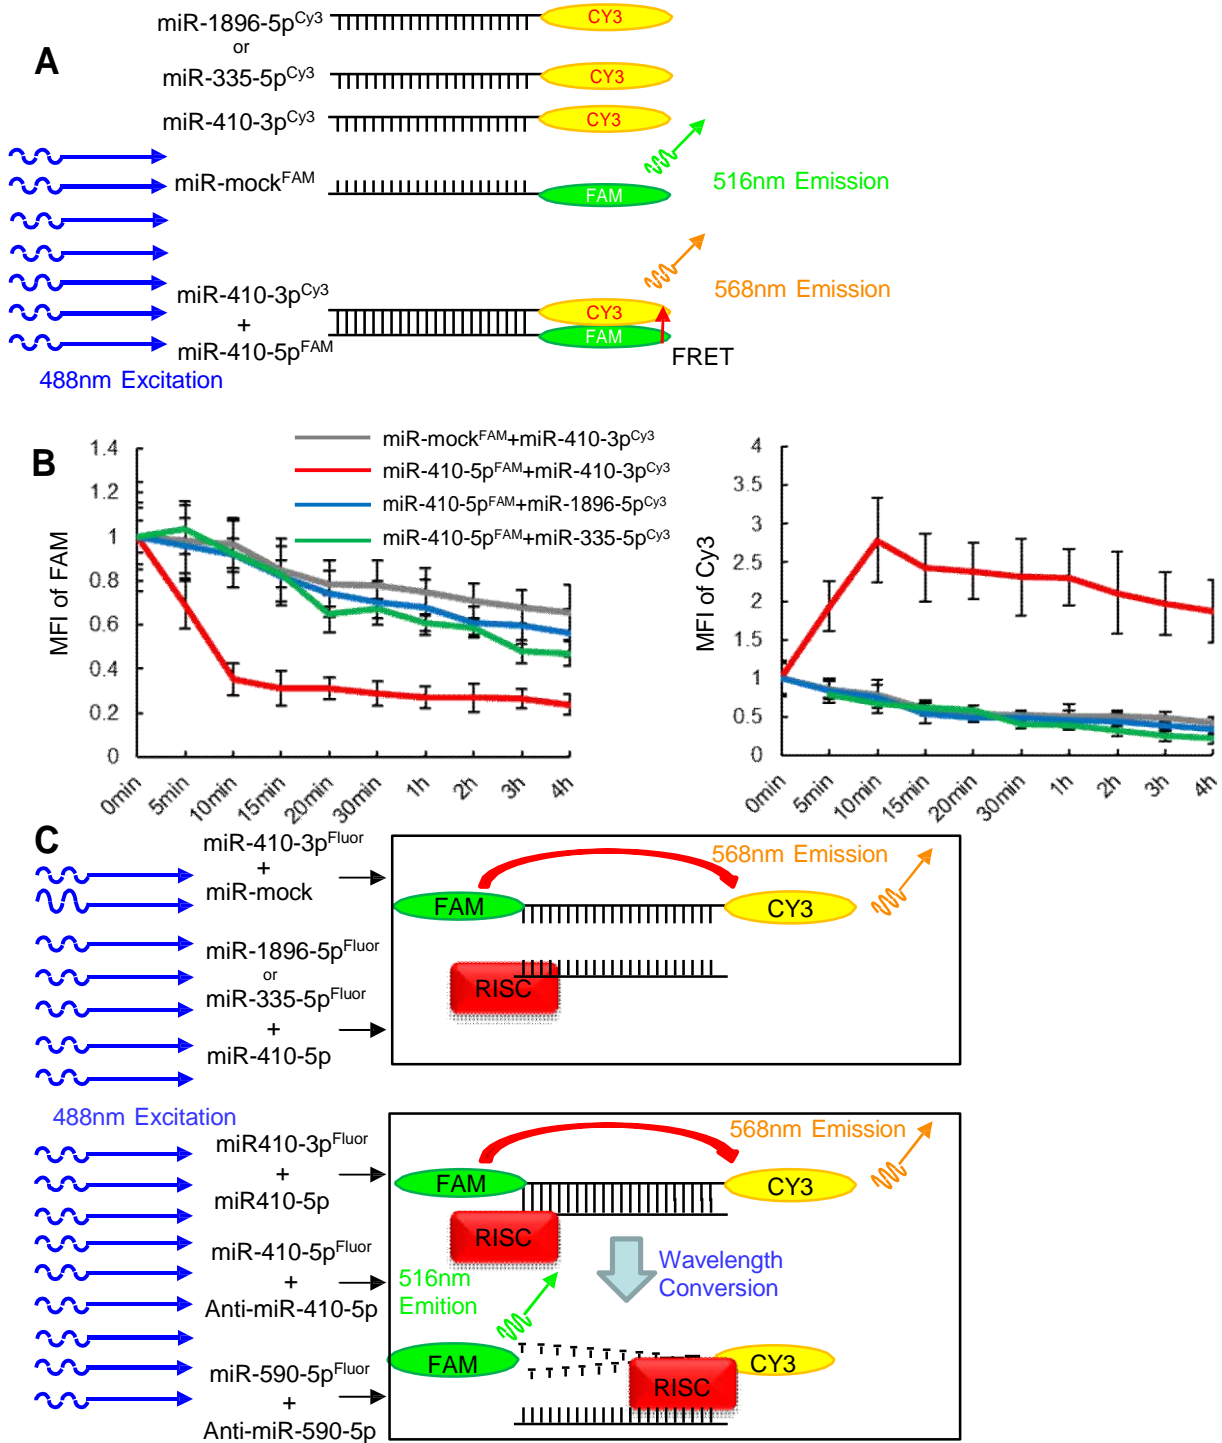 miR-1896-5pCy3
CY3
or
A
miR-335-5pCy3
CY3
miR-410-3pCy3
CY3
miR-mockFAM
FAM
516nm Emission
miR-410-3pCy3
568nm Emission
+
CY3
miR-410-5pFAM
FAM
FRET
488nm Excitation
B
miR-mockFAM+miR-410-3pCy3
miR-410-5pFAM+miR-410-3pCy3
miR-410-5pFAM+miR-1896-5pCy3
miR-410-5pFAM+miR-335-5pCy3
MFI of FAM
1.4
1.2
1
0.8
0.6
0.4
0.2
0
0min
5min
10min
15min
20min
30min
1h
2h
3h
4h
MFI of Cy3
4
3.5
3
2.5
2
1.5
1
0.5
0
0min
5min
10min
15min
20min
30min
1h
2h
3h
4h
C
miR-410-3pFluor
+
miR-mock
568nm Emission
FAM
CY3
miR-1896-5pFluor
or
miR-335-5pFluor
+
miR-410-5p
RISC
488nm Excitation
miR410-3pFluor
+
miR410-5p
568nm Emission
FAM
CY3
RISC
miR-410-5pFluor
+
Anti-miR-410-5p
516nm
Emition
Wavelength
Conversion
miR-590-5pFluor
+
Anti-miR-590-5p
FAM
CY3
RISC